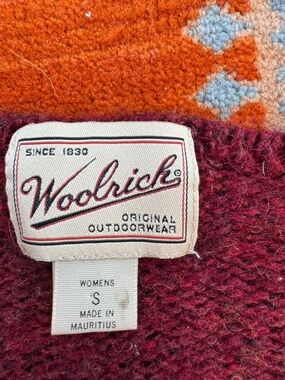 SINCE 1830
Woolrich®
ORIGINAL
OUTDOORWEAR
WOMENS
S
MADE IN
MAURITIUS